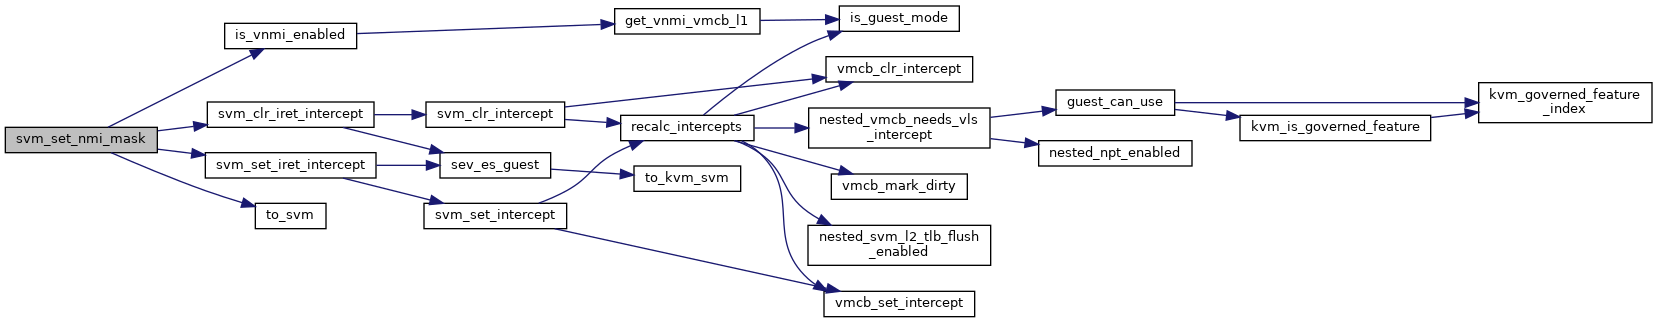 svm_set_nmi_mask
is_vnmi_enabled
svm_clr_iret_intercept
svm_set_iret_intercept
to_svm
get_vnmi_vmcb_l1
svm_clr_intercept
sev_es_guest
svm_set_intercept
recalc_intercepts
to_kvm_svm
is_guest_mode
vmcb_clr_intercept
nested_vmcb_needs_vls
_intercept
vmcb_mark_dirty
nested_svm_l2_tlb_flush
_enabled
vmcb_set_intercept
guest_can_use
nested_npt_enabled
kvm_is_governed_feature
kvm_governed_feature
_index